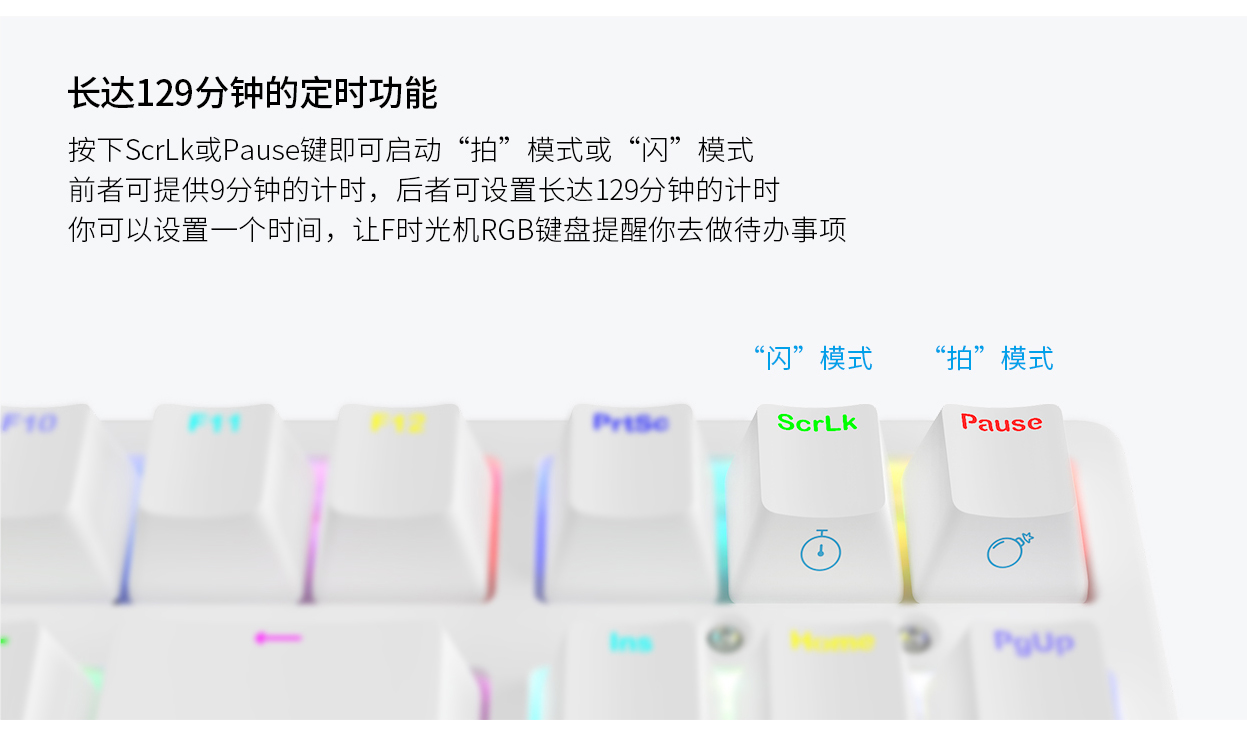 长达129分钟的定时功能
按下ScrLk或Pause键即可启动“拍”模式或“闪”模式
前者可提供9分钟的计时，后者可设置长达129分钟的计时
你可以设置一个时间，让F时光机RGB键盘提醒你去做待办事项
“闪”模式 “拍”模式
F10 F11 F12 PrtSc ScrLk Pause
Ins Home PgUp